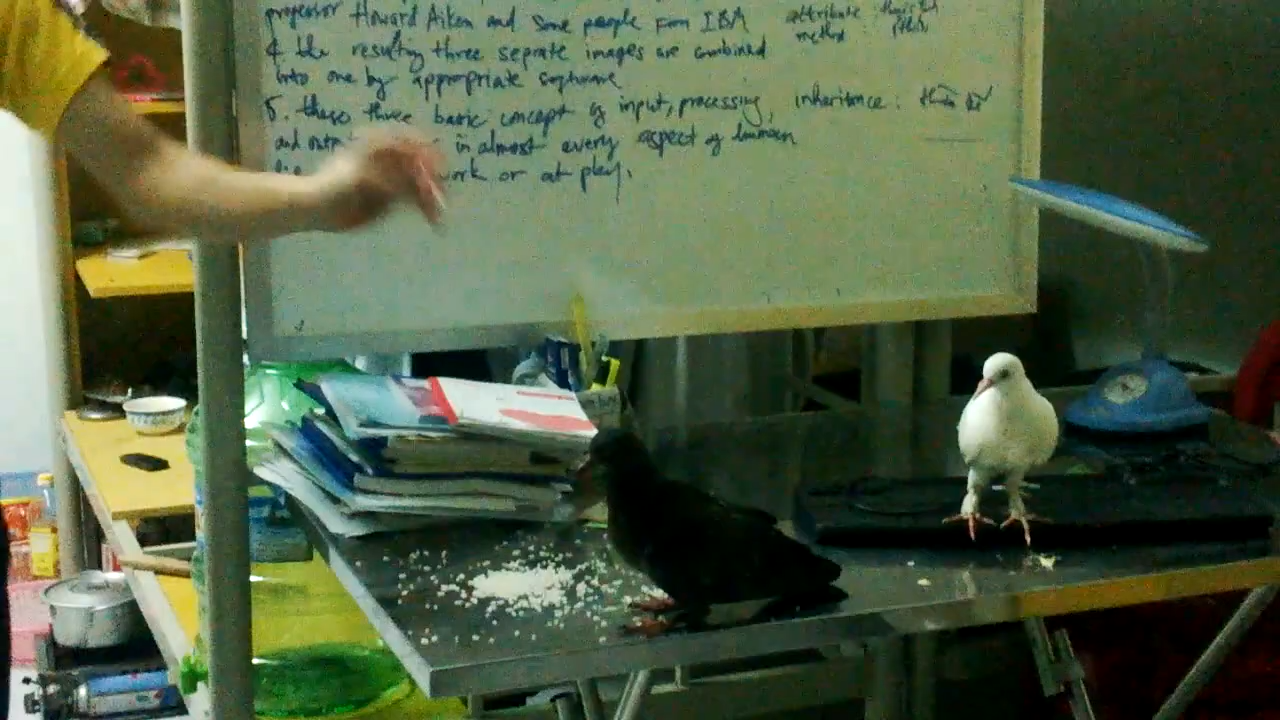 professor Howard Aiken and some people from IBM
attribute
method
4 the resulting three seprate images are combined
into one by appropriate software
5. these three basic concept of input, processing, inheritance:
and in almost every aspect of human
work or at play.